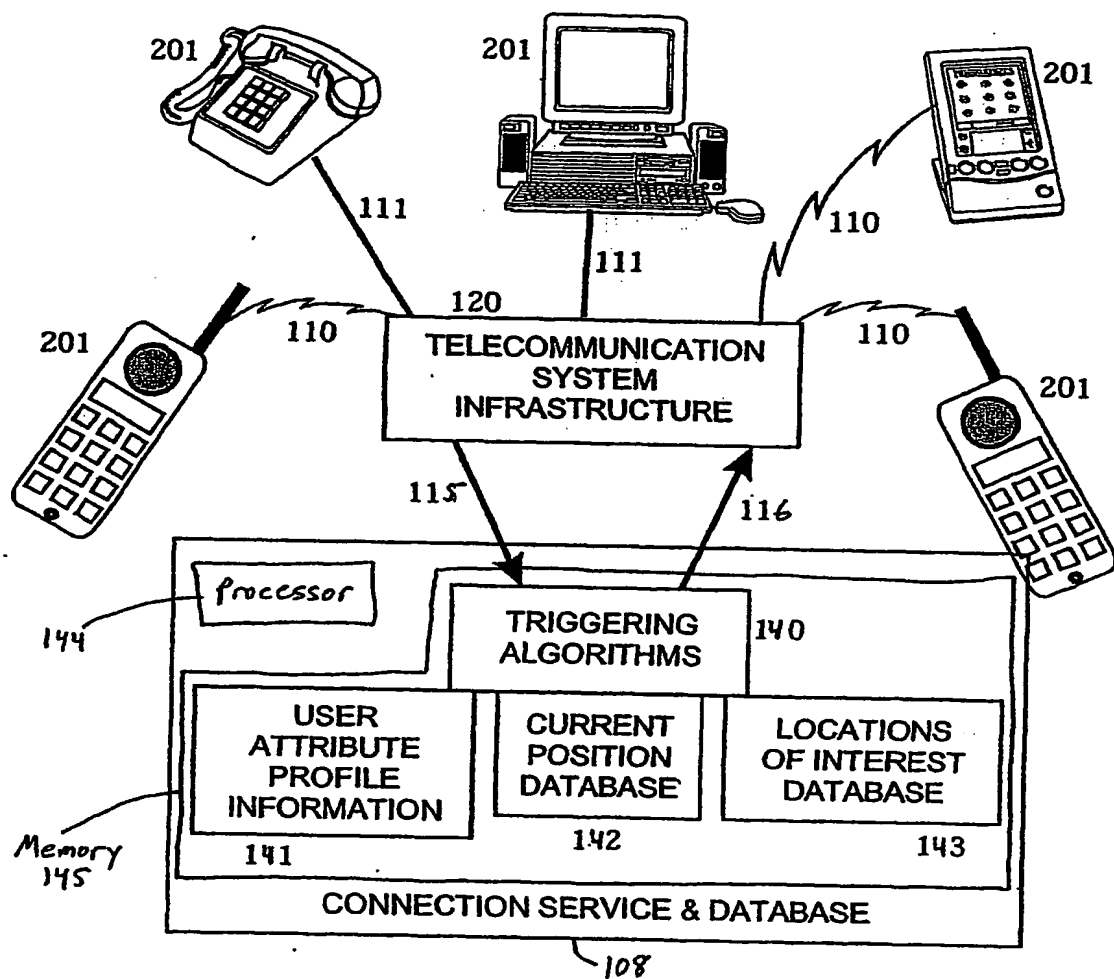 201
201
201
111
111
110
120
201
110
110
201
TELECOMMUNICATION
SYSTEM
INFRASTRUCTURE
115
116
Processor
144
TRIGGERING
ALGORITHMS
140
USER
ATTRIBUTE
PROFILE
INFORMATION
CURRENT
POSITION
DATABASE
LOCATIONS
OF INTEREST
DATABASE
Memory
145
141
142
143
CONNECTION SERVICE & DATABASE
108